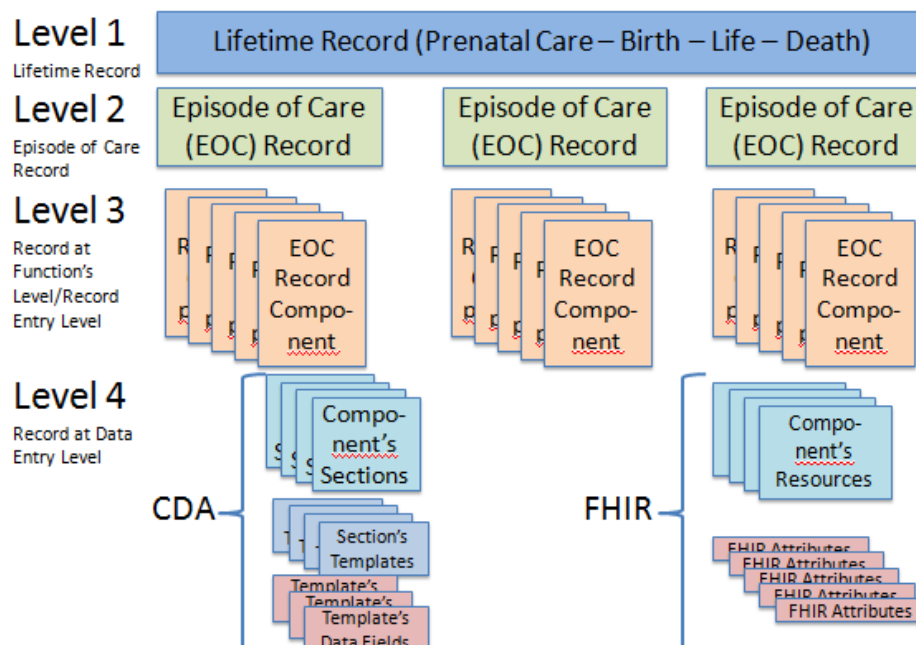 Level 1
Lifetime Record
Lifetime Record (Prenatal Care – Birth – Life – Death)
Level 2
Episode of Care
Record
Episode of Care
(EOC) Record
Episode of Care
(EOC) Record
Episode of Care
(EOC) Record
Level 3
Record at
Function's
Level/Record
Entry Level
EOC
Record
Compo-
nent
EOC
Record
Compo-
nent
EOC
Record
Compo-
nent
Level 4
Record at Data
Entry Level
CDA
Compo-
nent's
Sections
Section's
Templates
Template's
Template's
Template's
Data Fields
FHIR
Compo-
nent's
Resources
FHIR Attributes
FHIR Attributes
FHIR Attributes
FHIR Attributes
FHIR Attributes